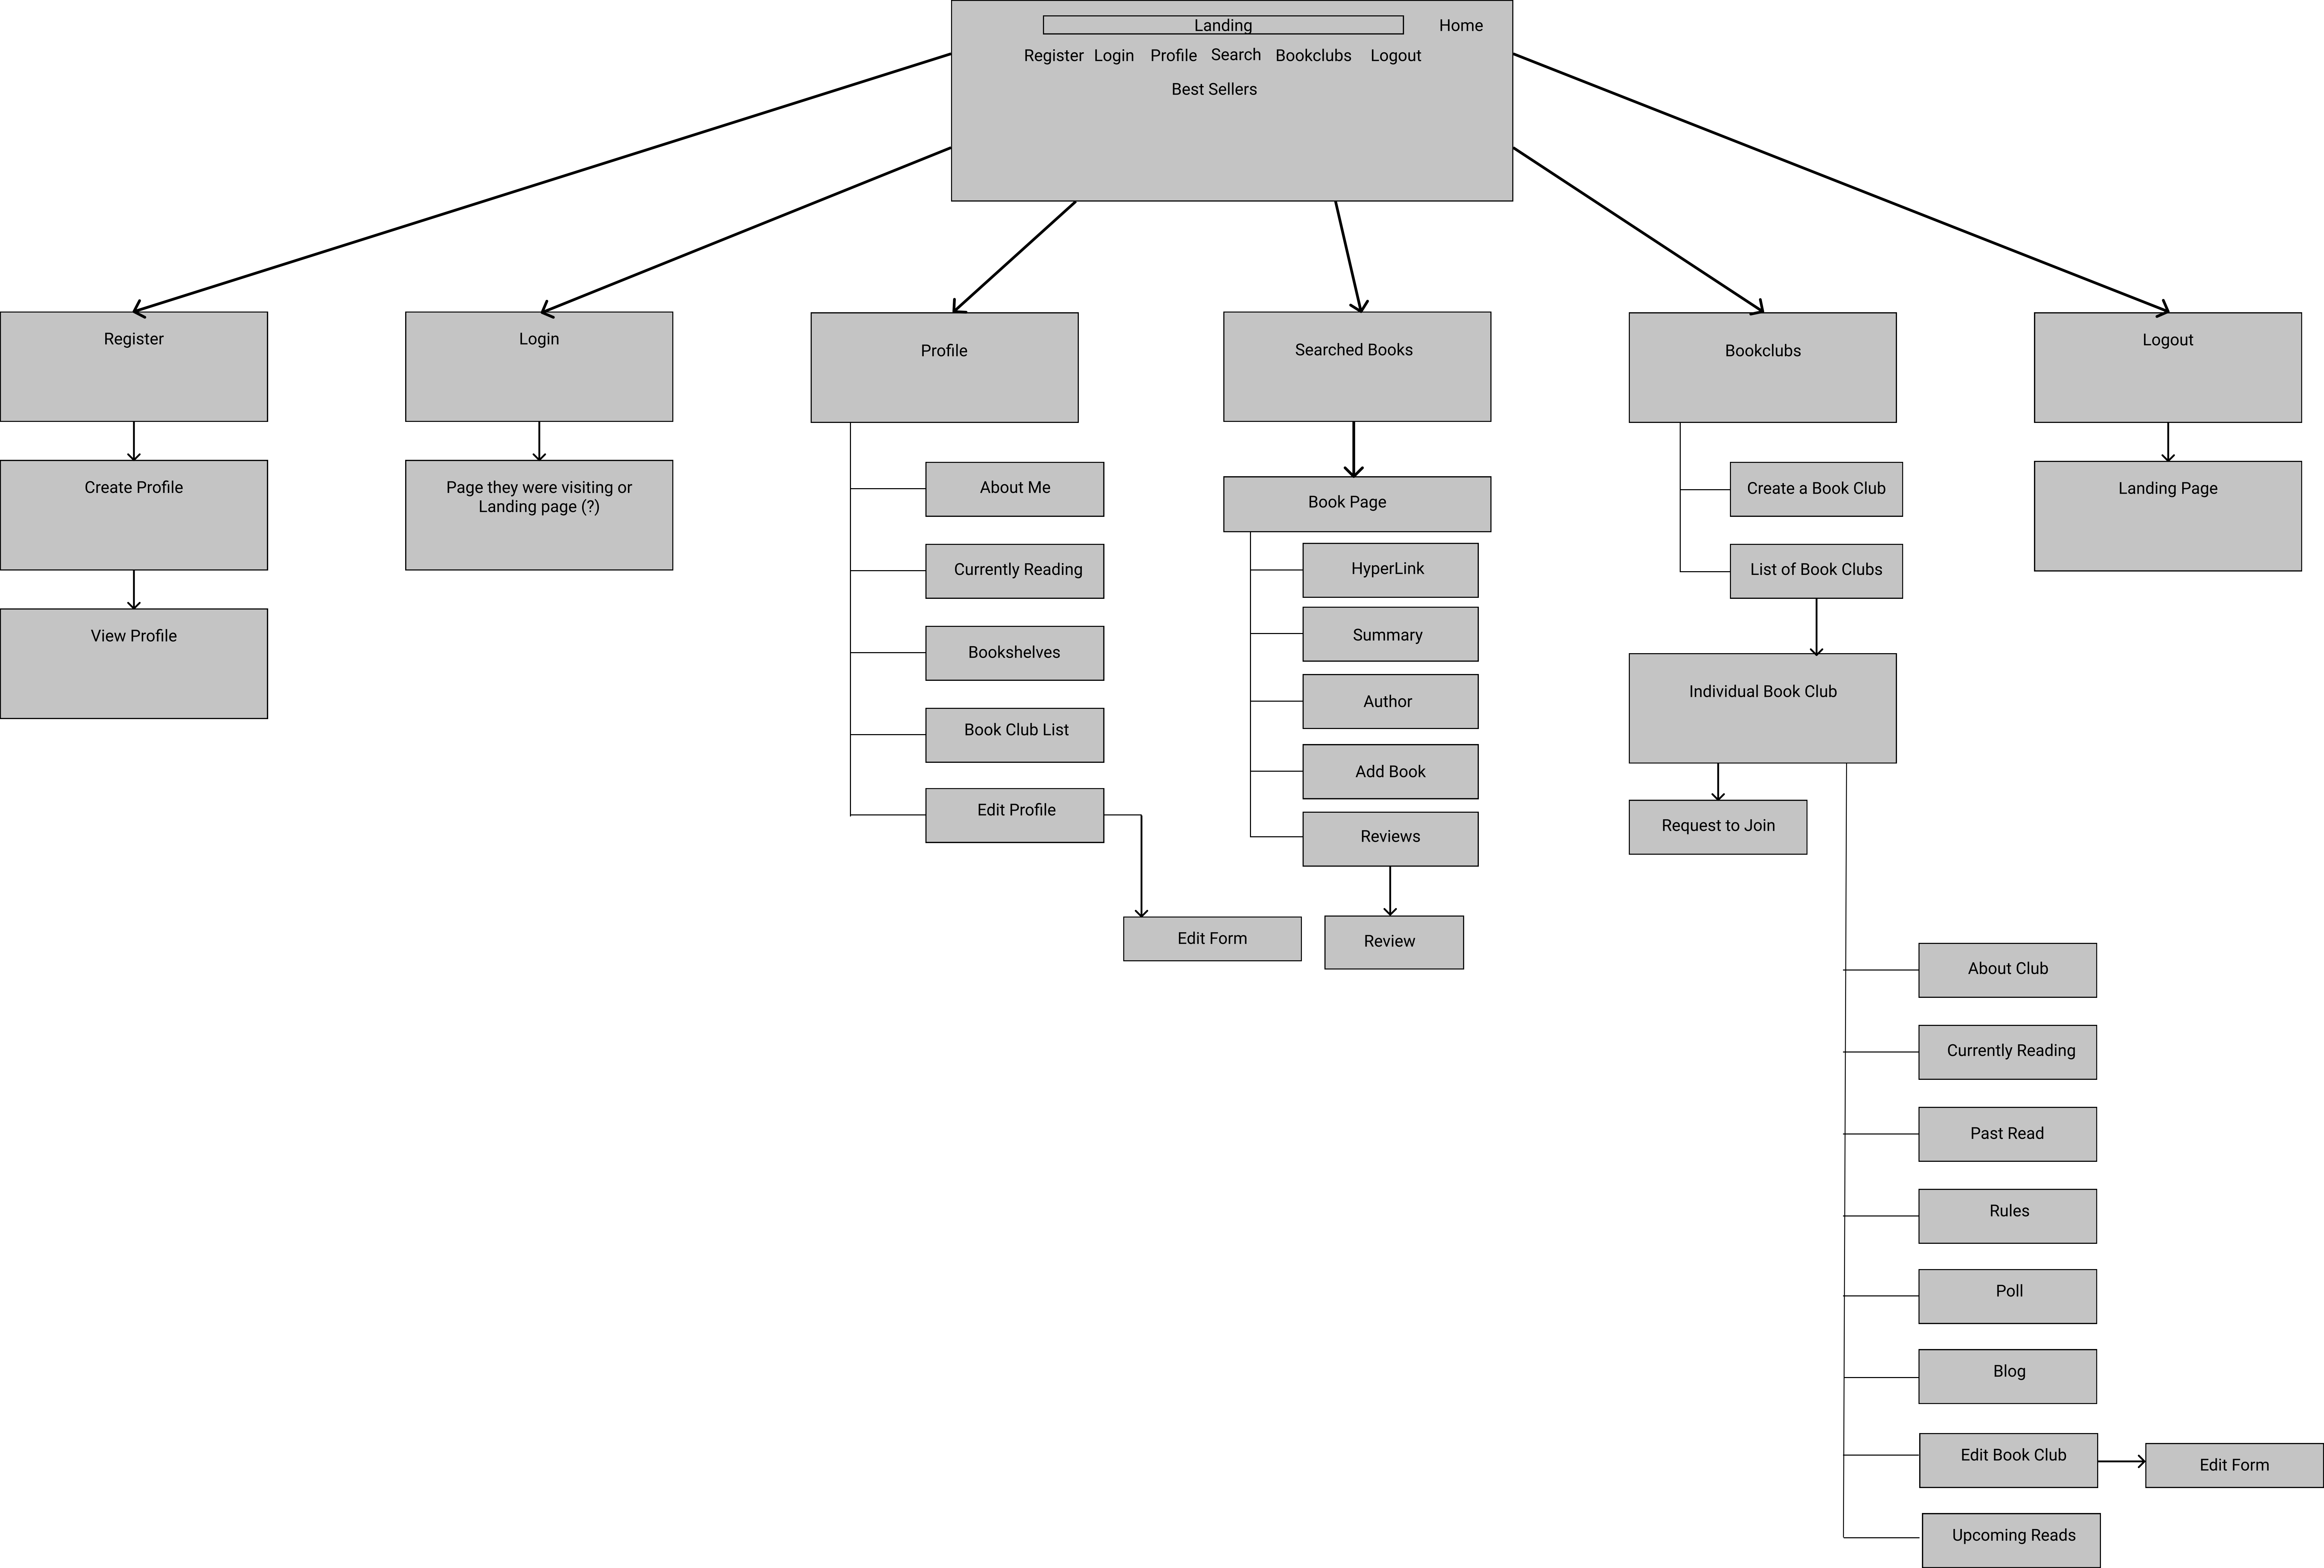 Landing
Home
Register Login Profile Search Bookclubs Logout
Best Sellers
Register
Login
Profile
Searched Books
Bookclubs
Logout
Create Profile
View Profile
Page they were visiting or
Landing page (?)
About Me
Currently Reading
Bookshelves
Book Club List
Edit Profile
Edit Form
Book Page
HyperLink
Summary
Author
Add Book
Reviews
Review
Create a Book Club
List of Book Clubs
Individual Book Club
Request to Join
About Club
Currently Reading
Past Read
Rules
Poll
Blog
Edit Book Club
Edit Form
Upcoming Reads
Landing Page